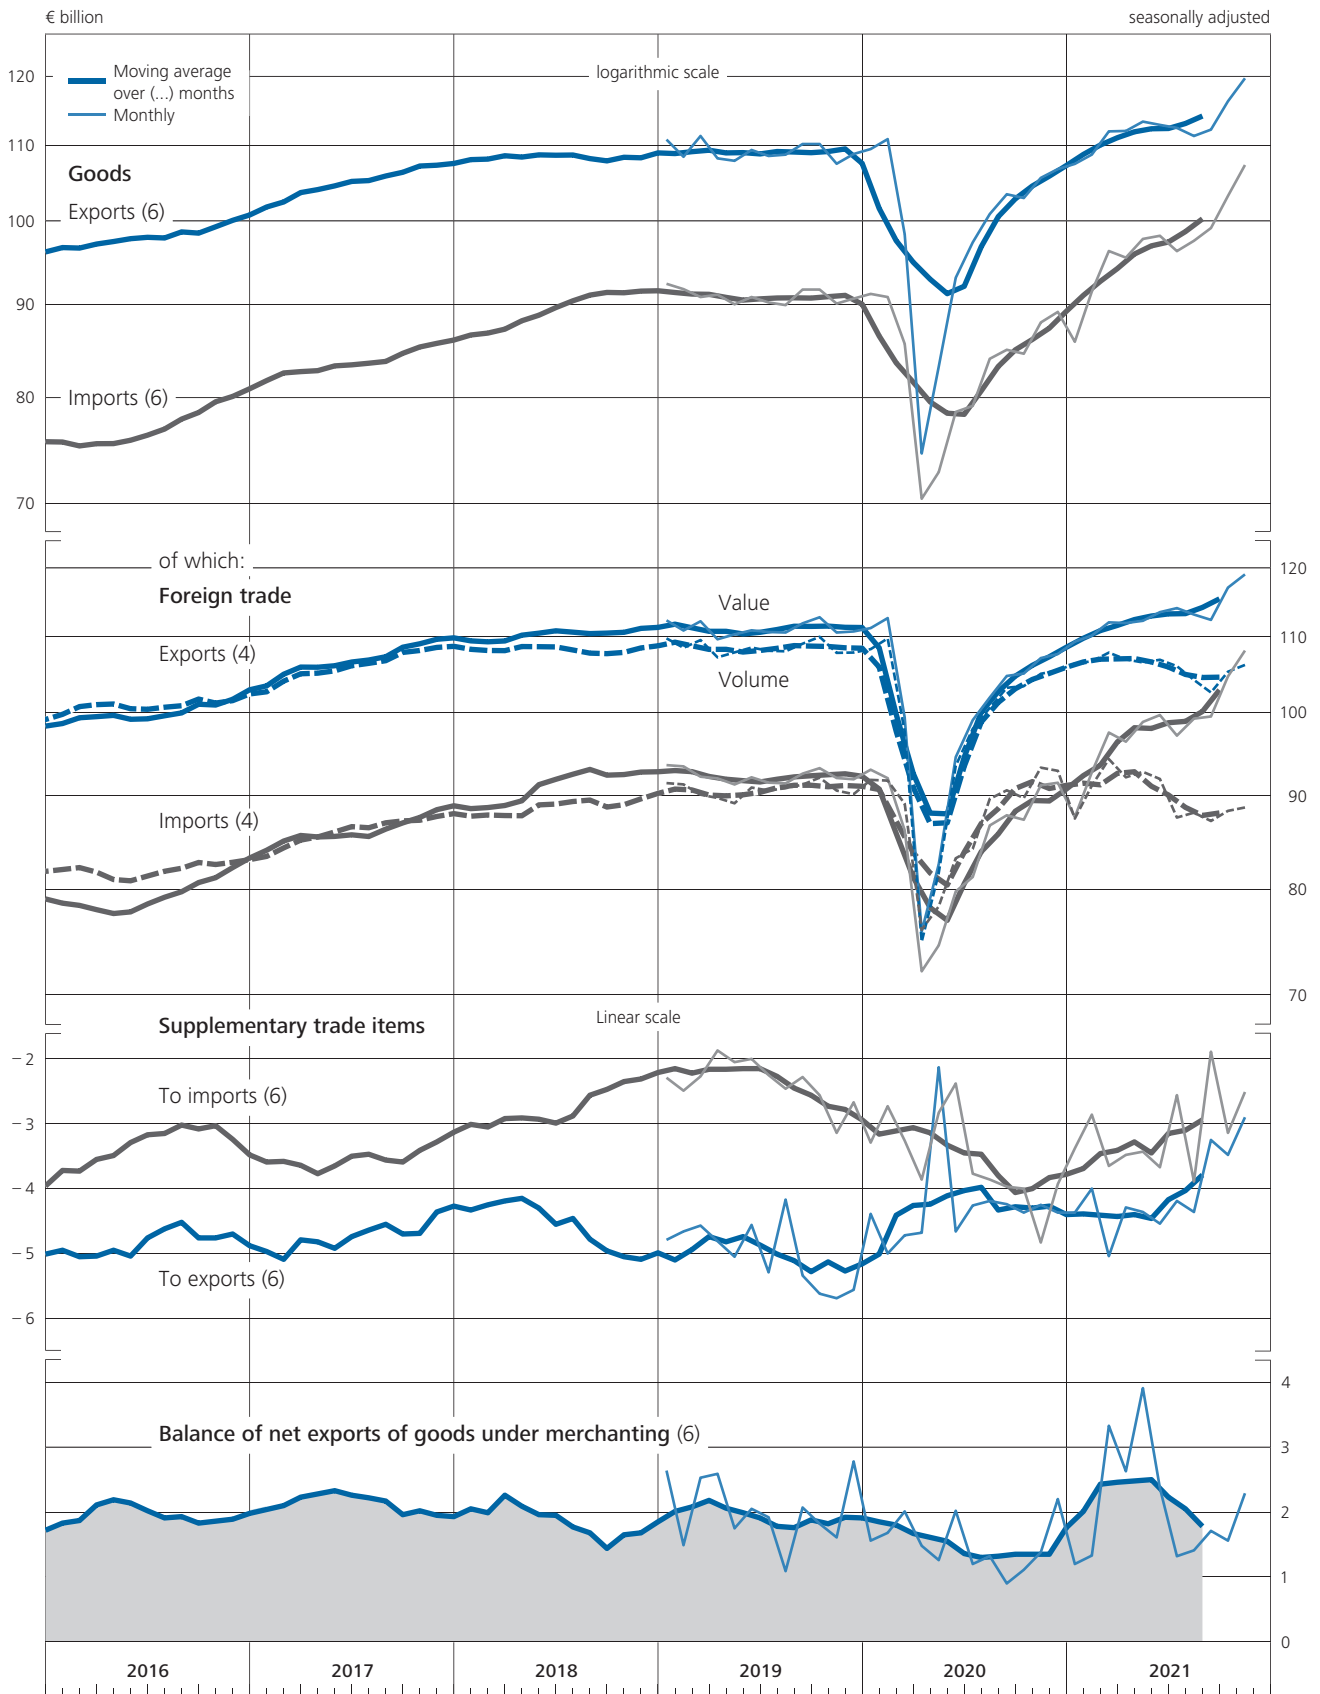 € billion
seasonally adjusted
120
Moving average
over (...) months
Monthly
logarithmic scale
110
Goods
100
Exports (6)
90
80
Imports (6)
70
of which:
Foreign trade
120
Value
110
Exports (4)
Volume
100
90
Imports (4)
80
70
Supplementary trade items
Linear scale
– 2
To imports (6)
– 3
– 4
– 5
To exports (6)
– 6
4
Balance of net exports of goods under merchanting (6)
3
2
1
0
2016 2017 2018 2019 2020 2021